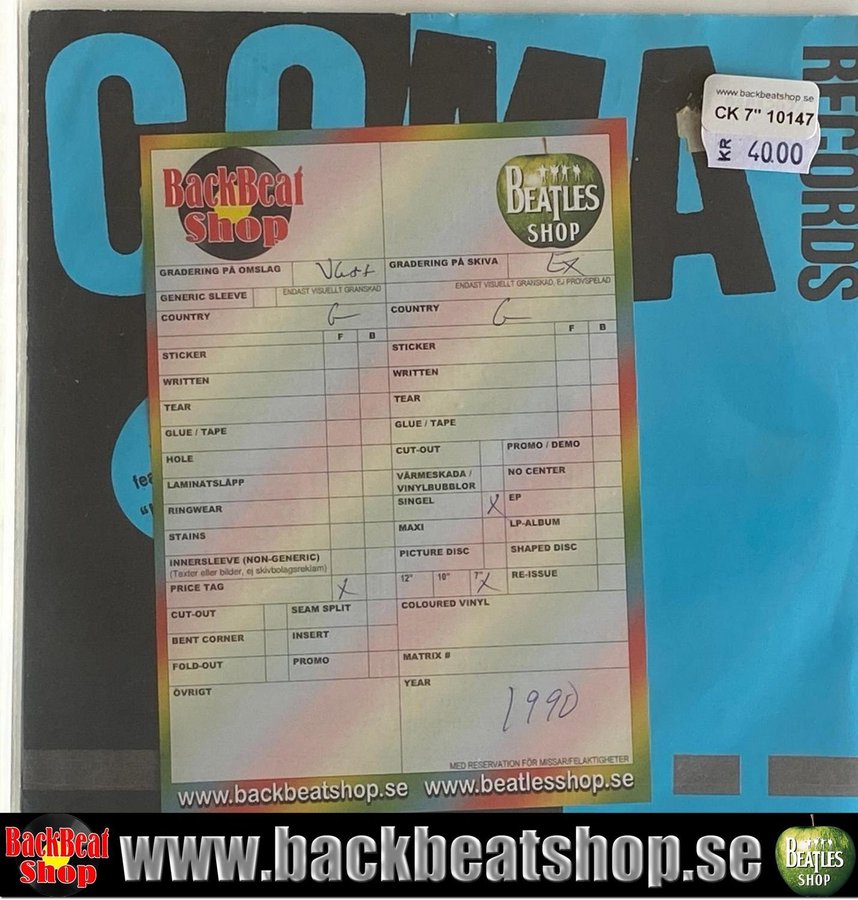 COMA
RECORDS
www.backbeatshop.se
CK 7" 10147
KR 40.00
BackBeat
Shop
BEATLES
SHOP
GRADERING PÅ OMSLAG VG++
GRADERING PÅ SKIVA Ex
GENERIC SLEEVE
ENDAST VISUELLT GRANSKAD
ENDAST VISUELLT GRANSKAD, EJ PROVSPELAD
COUNTRY G
COUNTRY G
F B
F B
STICKER
STICKER
WRITTEN
WRITTEN
TEAR
TEAR
GLUE / TAPE
GLUE / TAPE
HOLE
CUT-OUT
PROMO / DEMO
LAMINATSLÄPP
VÄRMESKADA /
VINYLBUBBLOR
NO CENTER
RINGWEAR
SINGEL X
EP
STAINS
MAXI
LP-ALBUM
INNERSLEEVE (NON-GENERIC)
(Texter eller bilder, ej skivbolagsreklam)
PICTURE DISC
SHAPED DISC
PRICE TAG X
12" 10" 7" X
RE-ISSUE
CUT-OUT
SEAM SPLIT
COLOURED VINYL
BENT CORNER
INSERT
FOLD-OUT
PROMO
MATRIX #
ÖVRIGT
YEAR
1990
MED RESERVATION FÖR MISSAR/FELAKTIGHETER
www.backbeatshop.se www.beatlesshop.se
BackBeat
Shop
www.backbeatshop.se
BEATLES
SHOP